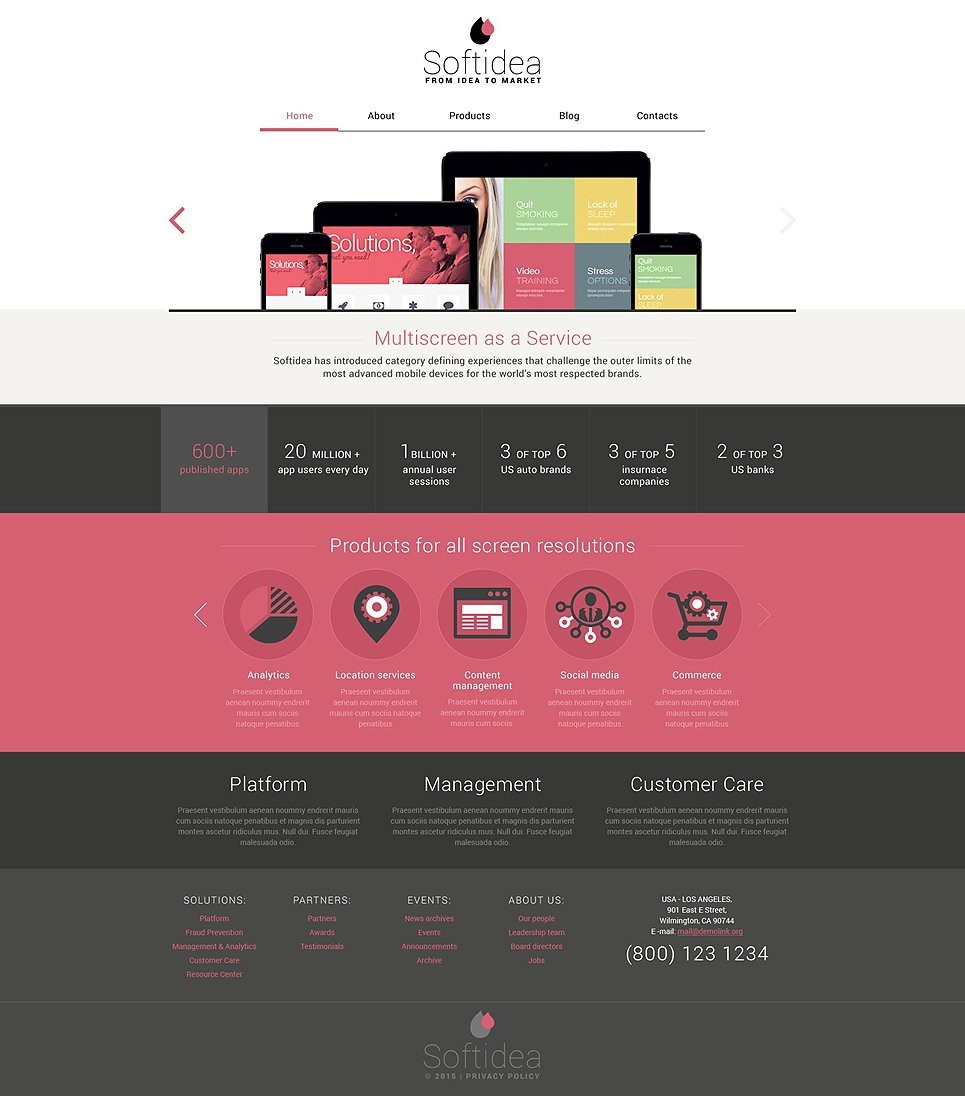 Softidea
FROM IDEA TO MARKET
Home About Products Blog Contacts
Solutions,
Solutions,
that you need!
Quit
SMOKING
Lack of
SLEEP
Video
TRAINING
Stress
OPTIONS
Quit
SMOKING
Lack of
SLEEP
Multiscreen as a Service
Softidea has introduced category defining experiences that challenge the outer limits of the
most advanced mobile devices for the world's most respected brands.
600+
published apps
20 MILLION +
app users every day
1 BILLION +
annual user
sessions
3 OF TOP 6
US auto brands
3 OF TOP 5
insurnace
companies
2 OF TOP 3
US banks
Products for all screen resolutions
Analytics
Praesent vestibulum
aenean noummy endrerit
mauris cum sociis
natoque penatibus.
Location services
Praesent vestibulum
aenean noummy endrerit
mauris cum sociis natoque
penatibus
Content
management
Praesent vestibulum
aenean noummy endrerit
mauris cum sociis.
Social media
Praesent vestibulum
aenean noummy endrerit
mauris cum sociis
natoque penatibus.
Commerce
Praesent vestibulum
aenean noummy endrerit
mauris cum sociis
natoque penatibus.
Platform
Praesent vestibulum aenean noummy endrerit mauris
cum sociis natoque penatibus et magnis dis parturient
montes ascetur ridiculus mus. Null dui. Fusce feugiat
malesuada odio.
Management
Praesent vestibulum aenean noummy endrerit mauris
cum sociis natoque penatibus et magnis dis parturient
montes ascetur ridiculus mus. Null dui. Fusce feugiat
malesuada odio.
Customer Care
Praesent vestibulum aenean noummy endrerit mauris
cum sociis natoque penatibus et magnis dis parturient
montes ascetur ridiculus mus. Null dui. Fusce feugiat
malesuada odio.
SOLUTIONS:
Platform
Fraud Prevention
Management & Analytics
Customer Care
Resource Center
PARTNERS:
Partners
Awards
Testimonials
EVENTS:
News archives
Events
Announcements
Archive
ABOUT US:
Our people
Leadership team
Board directors
Jobs
USA - LOS ANGELES,
901 East E Street,
Wilmington, CA 90744
E -mail: mail@demolink.org
(800) 123 1234
Softidea
© 2015 | PRIVACY POLICY